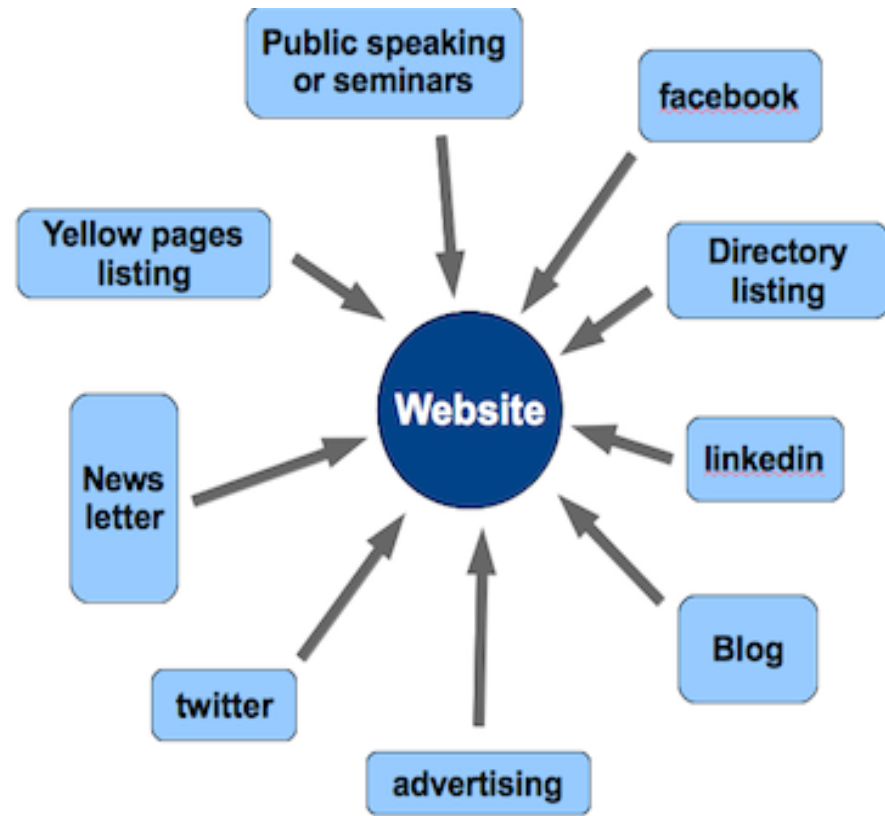 Public speaking
or seminars
facebook
Yellow pages
listing
Directory
listing
Website
linkedin
News
letter
Blog
twitter
advertising